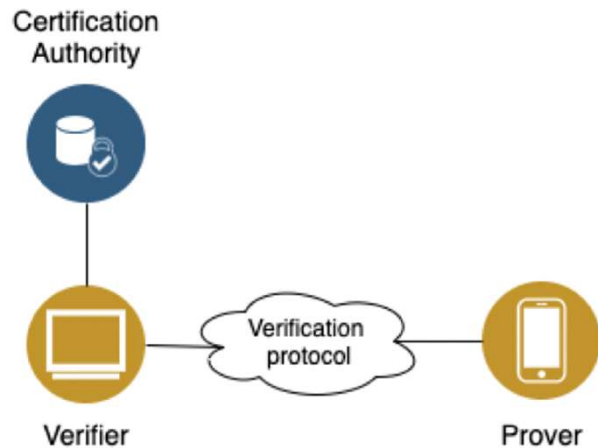 Certification
Authority
Verification
protocol
Verifier
Prover